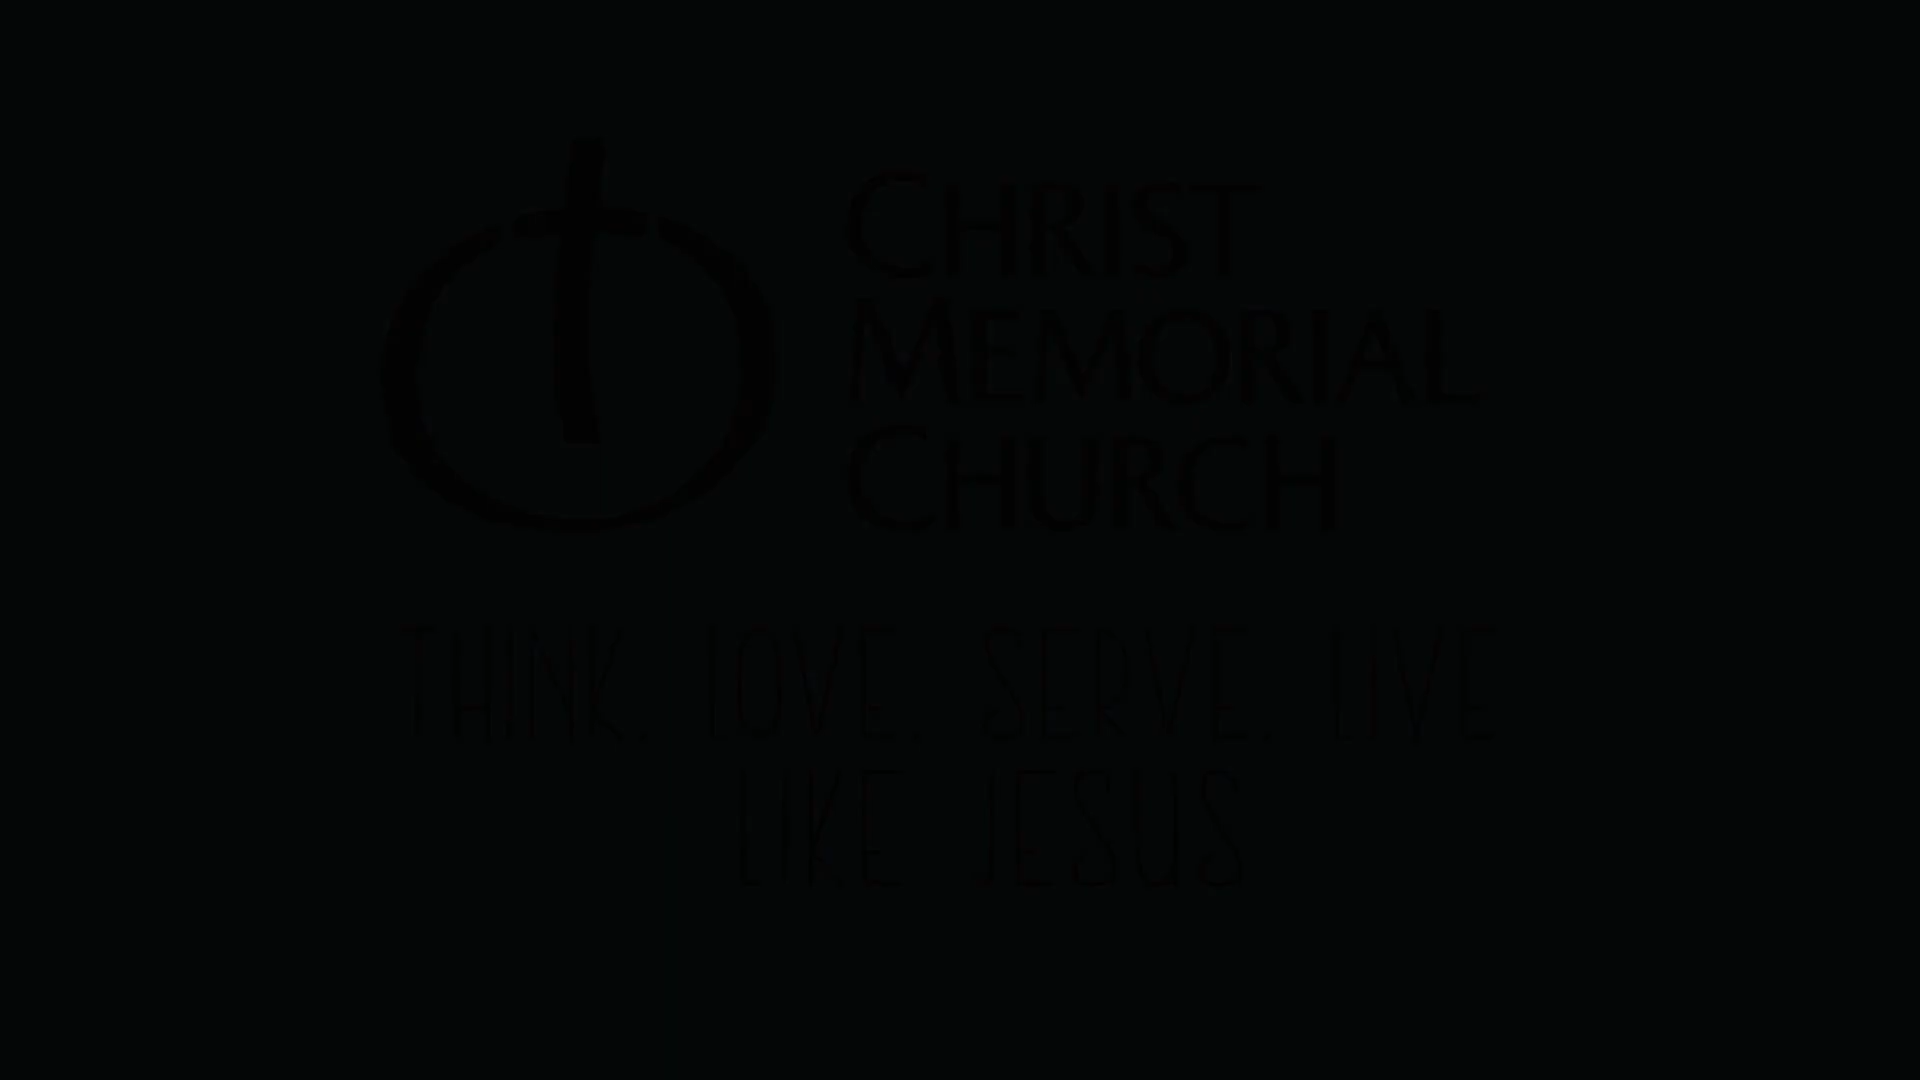 CHRIST
MEMORIAL
CHURCH
THINK. LOVE. SERVE. LIVE
LIKE JESUS